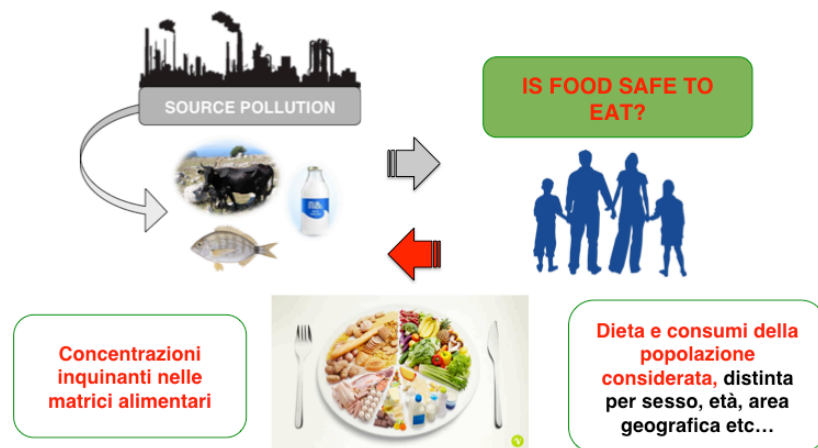 SOURCE POLLUTION
IS FOOD SAFE TO
EAT?
Concentrazioni
inquinanti nelle
matrici alimentari
Dieta e consumi della
popolazione
considerata, distinta
per sesso, età, area
geografica etc...